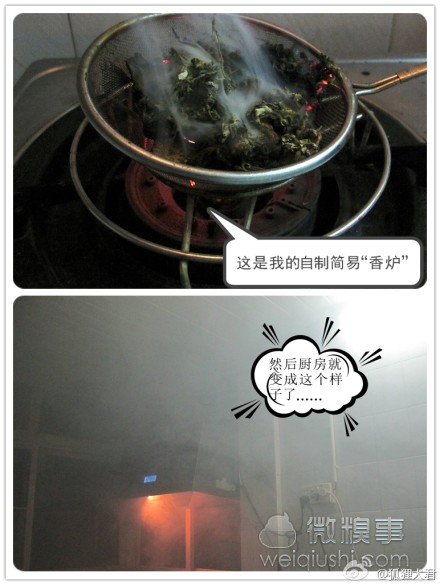 这是我的自制简易“香炉”
然后厨房就
变成这个样
子了......
微糗事
weiqiushi.com
@狐狸大君